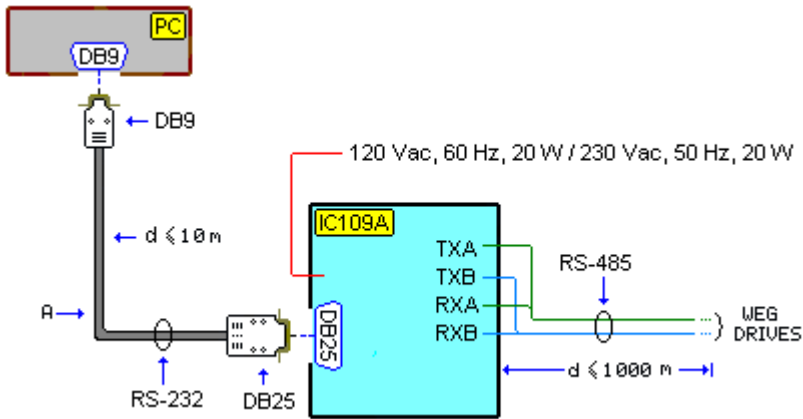 PC
DB9
DB9
120 Vac, 60 Hz, 20 W / 230 Vac, 50 Hz, 20 W
IC109A
d ⩽ 10 m
TXA
TXB
RXA
RXB
RS-485
A
DB25
WEG
DRIVES
d ⩽ 1000 m
RS-232
DB25